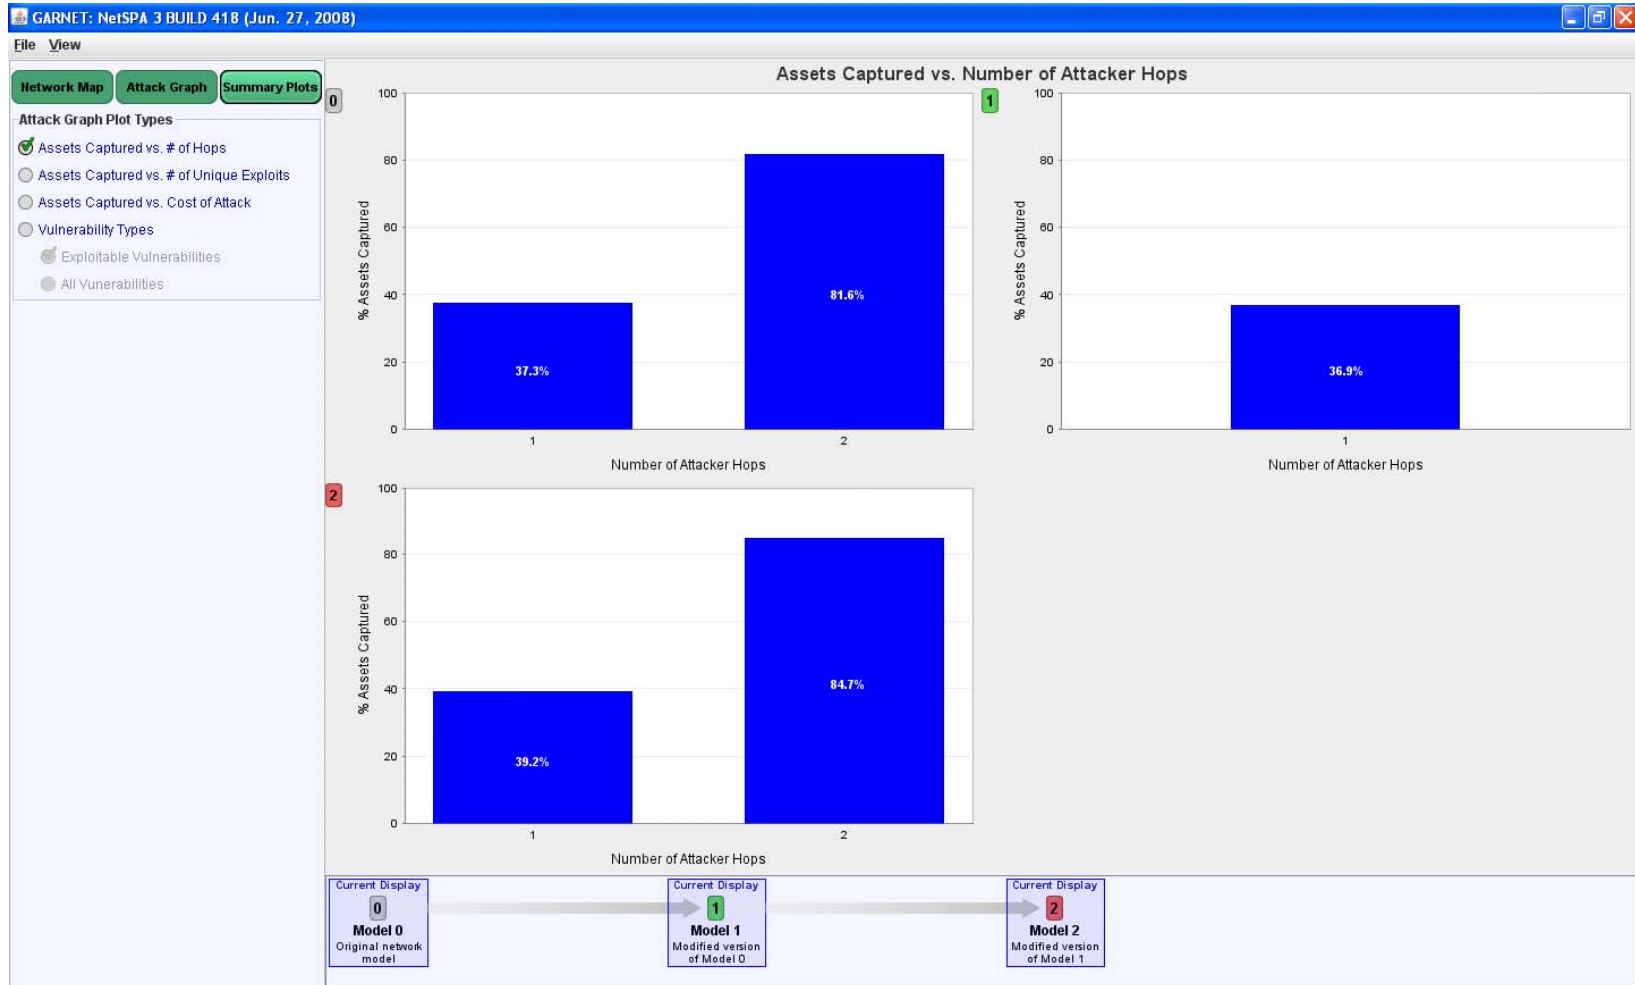 GARNET: NetSPA 3 BUILD 418 (Jun. 27, 2008)
File View
Network Map Attack Graph Summary Plots
Attack Graph Plot Types
Assets Captured vs. # of Hops
Assets Captured vs. # of Unique Exploits
Assets Captured vs. Cost of Attack
Vulnerability Types
Exploitable Vulnerabilities
All Vunerabilities
Assets Captured vs. Number of Attacker Hops
0
% Assets Captured
100
80
60
40
20
0
37.3%
81.6%
1 2
Number of Attacker Hops
1
% Assets Captured
100
80
60
40
20
0
36.9%
1
Number of Attacker Hops
2
% Assets Captured
100
80
60
40
20
0
39.2%
84.7%
1 2
Number of Attacker Hops
Current Display
0
Model 0
Original network
model
Current Display
1
Model 1
Modified version
of Model 0
Current Display
2
Model 2
Modified version
of Model 1